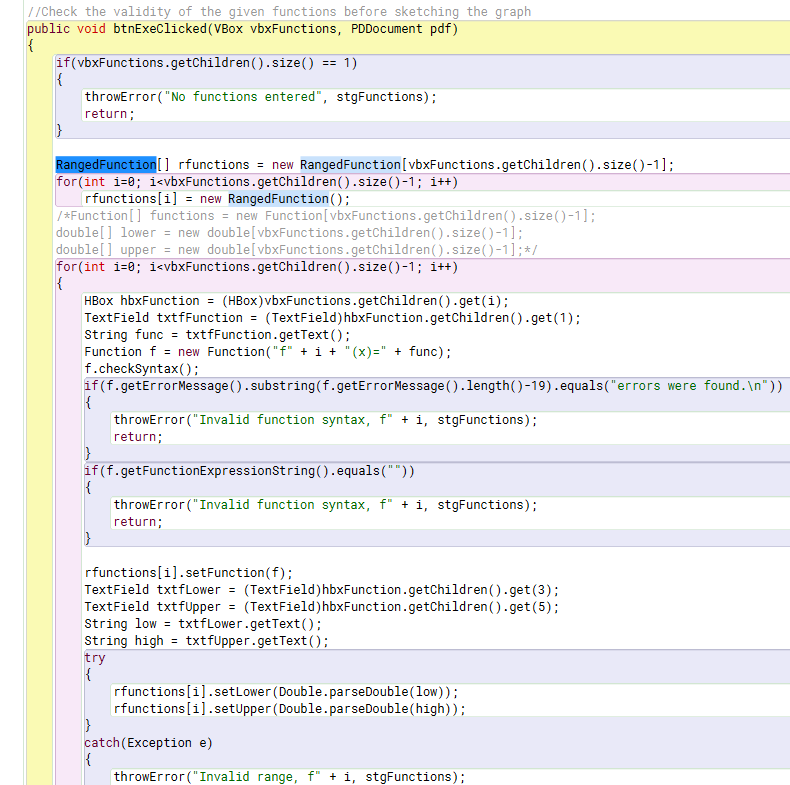 //Check the validity of the given functions before sketching the graph
public void btnExeClicked(VBox vbxFunctions, PDDocument pdf)
{
if(vbxFunctions.getChildren().size() == 1)
{
throwError("No functions entered", stgFunctions);
return;
}
RangedFunction[] rfunctions = new RangedFunction[vbxFunctions.getChildren().size()-1];
for(int i=0; i<vbxFunctions.getChildren().size()-1; i++)
rfunctions[i] = new RangedFunction();
/*Function[] functions = new Function[vbxFunctions.getChildren().size()-1];
double[] lower = new double[vbxFunctions.getChildren().size()-1];
double[] upper = new double[vbxFunctions.getChildren().size()-1];*/
for(int i=0; i<vbxFunctions.getChildren().size()-1; i++)
{
HBox hbxFunction = (HBox)vbxFunctions.getChildren().get(i);
TextField txtfFunction = (TextField)hbxFunction.getChildren().get(1);
String func = txtfFunction.getText();
Function f = new Function("f" + i + "(x)=" + func);
f.checkSyntax();
if(f.getErrorMessage().substring(f.getErrorMessage().length()-19).equals("errors were found.\n"))
{
throwError("Invalid function syntax, f" + i, stgFunctions);
return;
}
if(f.getFunctionExpressionString().equals(""))
{
throwError("Invalid function syntax, f" + i, stgFunctions);
return;
}
rfunctions[i].setFunction(f);
TextField txtfLower = (TextField)hbxFunction.getChildren().get(3);
TextField txtfUpper = (TextField)hbxFunction.getChildren().get(5);
String low = txtfLower.getText();
String high = txtfUpper.getText();
try
{
rfunctions[i].setLower(Double.parseDouble(low));
rfunctions[i].setUpper(Double.parseDouble(high));
}
catch(Exception e)
{
throwError("Invalid range, f" + i, stgFunctions);